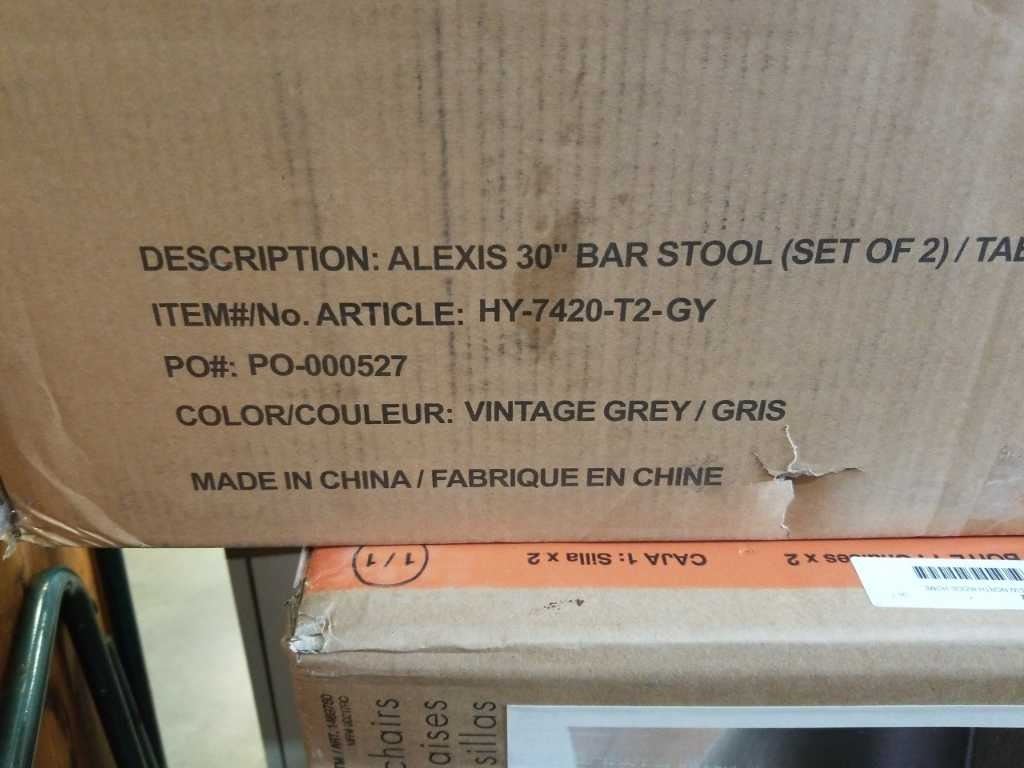 DESCRIPTION: ALEXIS 30" BAR STOOL (SET OF 2) / TAB
ITEM#/No. ARTICLE: HY-7420-T2-GY
PO#: PO-000527
COLOR/COULEUR: VINTAGE GREY / GRIS
MADE IN CHINA / FABRIQUE EN CHINE
1 / 1
CAJA 1: Silla x 2
x 2
chairs
aises
sillas